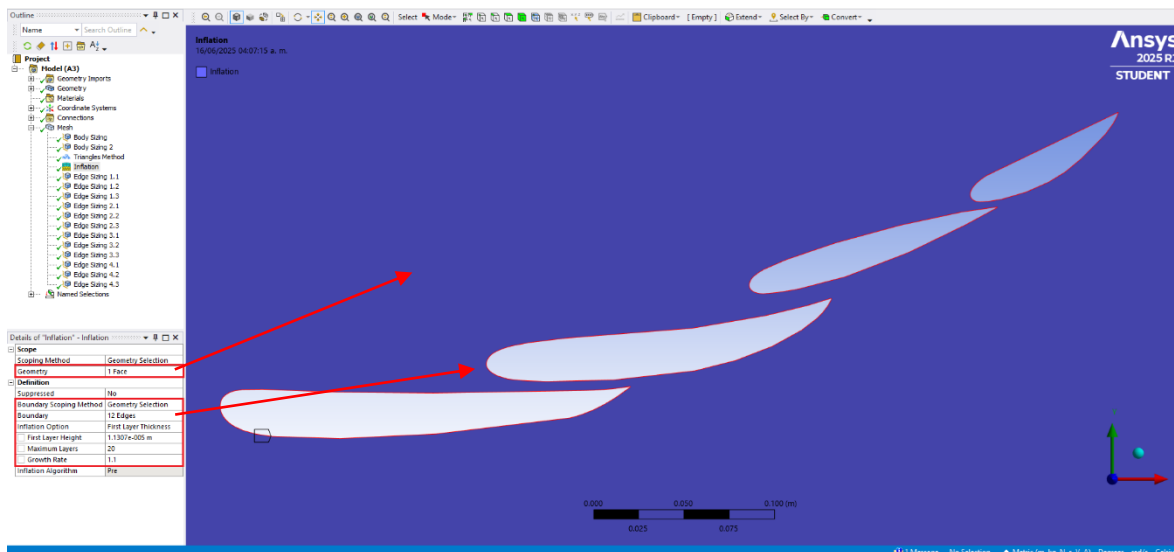 Outline
Name Search Outline
Project
Model (A3)
Geometry Imports
Geometry
Materials
Coordinate Systems
Connections
Mesh
Body Sizing
Body Sizing 2
Triangles Method
Inflation
Edge Sizing 1.1
Edge Sizing 1.2
Edge Sizing 1.3
Edge Sizing 2.1
Edge Sizing 2.2
Edge Sizing 2.3
Edge Sizing 3.1
Edge Sizing 3.2
Edge Sizing 3.3
Edge Sizing 4.1
Edge Sizing 4.2
Edge Sizing 4.3
Named Selections
Details of "Inflation" - Inflation
Scope
Scoping Method Geometry Selection
Geometry 1 Face
Definition
Suppressed No
Boundary Scoping Method Geometry Selection
Boundary 12 Edges
Inflation Option First Layer Thickness
First Layer Height 1.1307e-005 m
Maximum Layers 20
Growth Rate 1.1
Inflation Algorithm Pre
Select Mode Clipboard [ Empty ] Extend Select By Convert
Inflation
16/06/2025 04:07:15 a. m.
Inflation
Ansys
2025 R
STUDENT
0.000 0.050 0.100 (m)
0.025 0.075